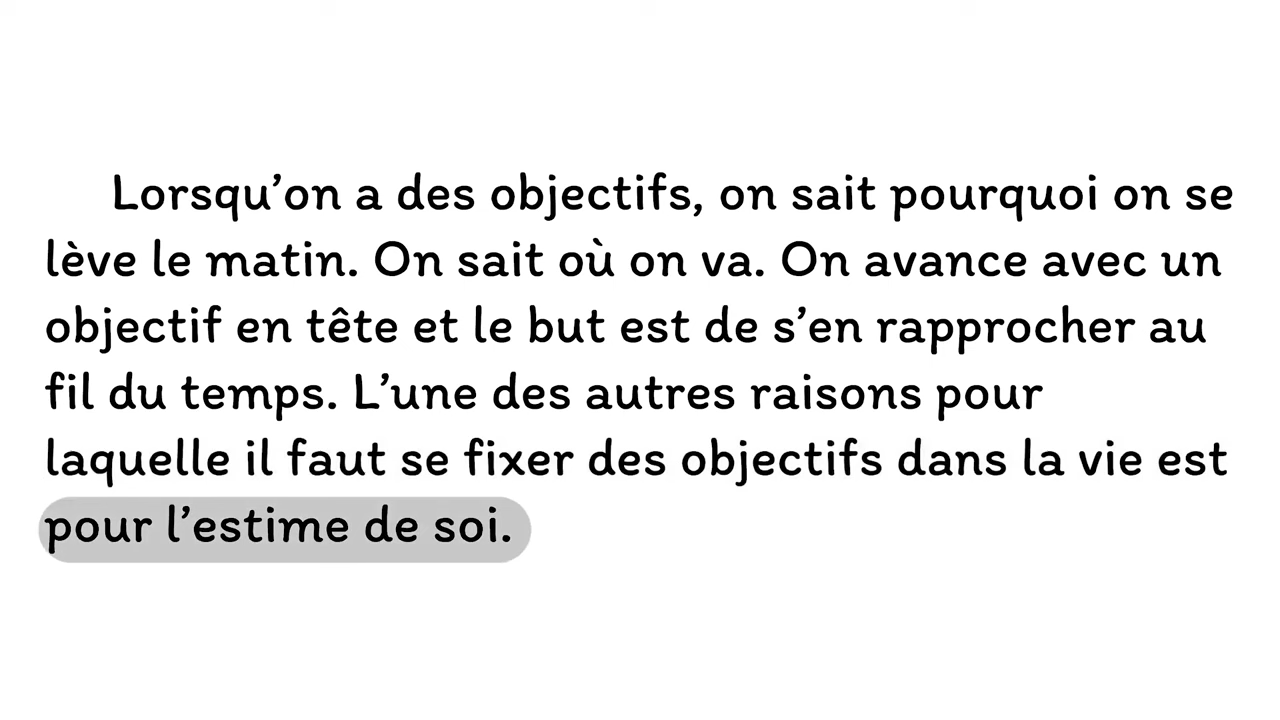 Lorsqu’on a des objectifs, on sait pourquoi on se
lève le matin. On sait où on va. On avance avec un
objectif en tête et le but est de s’en rapprocher au
fil du temps. L’une des autres raisons pour
laquelle il faut se fixer des objectifs dans la vie est
pour l’estime de soi.